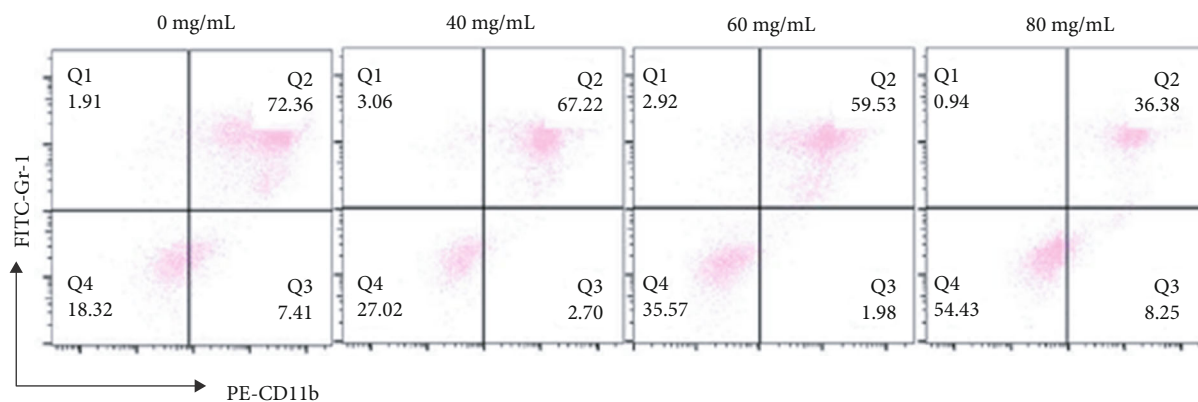 0 mg/mL
40 mg/mL
60 mg/mL
80 mg/mL
Q1
1.91
Q2
72.36
Q4
18.32
Q3
7.41
Q1
3.06
Q2
67.22
Q4
27.02
Q3
2.70
Q1
2.92
Q2
59.53
Q4
35.57
Q3
1.98
Q1
0.94
Q2
36.38
Q4
54.43
Q3
8.25
FITC-Gr-1
PE-CD11b